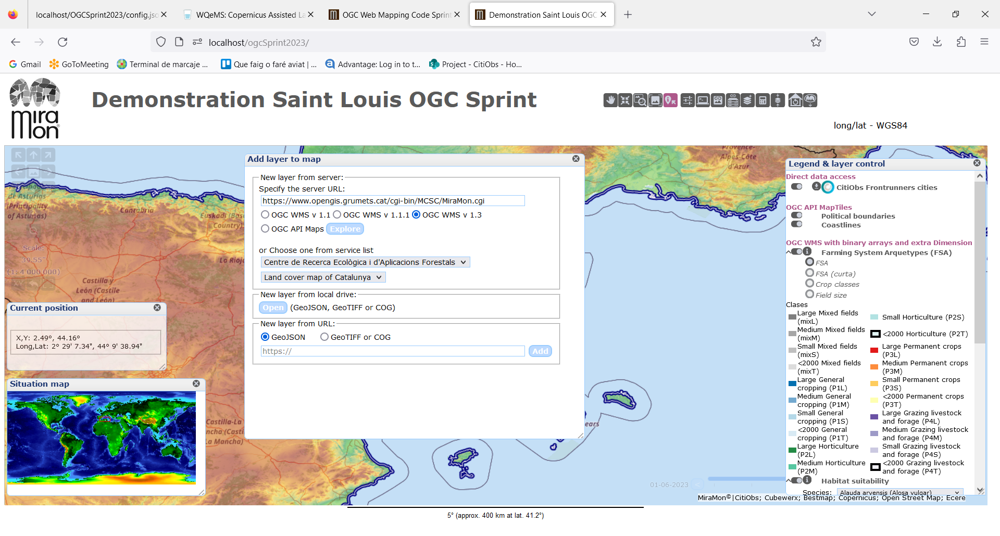 localhost/OGCSprint2023/config.jso
WQeMS: Copernicus Assisted La
OGC Web Mapping Code Sprint
Demonstration Saint Louis OGC
localhost/ogcSprint2023/
Gmail
GoToMeeting
Terminal de marcaje ...
Que faig o faré aviat | ...
Advantage: Log in to t...
Project - CitiObs - Ho...
mira
mon®
Demonstration Saint Louis OGC Sprint
long/lat - WGS84
Provence-
Alpes-Côte
d'Azur
de Asturias
(Principality
of Asturias)
Cantabria
Euskadi (Bas
Country)
Scale:
39.55"
(1: 4 000 000)
XY
La Rioj
Castilla y
León (Castile
and León)
Castilla-La
ncha (Casti
La Mancha)
ears
Add layer to map
New layer from server:
Specify the server URL:
https://www.opengis.grumets.cat/cgi-bin/MCSC/MiraMon.cgi
OGC WMS v 1.1 OGC WMS v 1.1.1 OGC WMS v 1.3
OGC API Maps Explore
or Choose one from service list
Centre de Recerca Ecològica i d'Aplicacions Forestals
Land cover map of Catalunya
New layer from local drive:
Open (GeoJSON, GeoTIFF or COG)
New layer from URL:
GeoJSON GeoTIFF or COG
https:// Add
Current position
X,Y: 2.49°, 44.16°
Long,Lat: 2° 29' 7.34", 44° 9' 38.94"
Situation map
Legend & layer control
Direct data access
CitiObs Frontrunners cities
OGC API MapTiles
Political boundaries
Coastlines
OGC WMS with binary arrays and extra Dimension
Farming System Arquetypes (FSA)
FSA
FSA (curta)
Crop classes
Field size
Clases
Large Mixed fields
(mixL)
Small Horticulture (P2S)
Medium Mixed fields
(mixM)
<2000 Horticulture (P2T)
Small Mixed fields
(mixS)
Large Permanent crops
(P3L)
<2000 Mixed fields
(mixT)
Medium Permanent crops
(P3M)
Large General
cropping (P1L)
Small Permanent crops
(P3S)
Medium General
cropping (P1M)
<2000 Permanent crops
(P3T)
Small General
cropping (P1S)
Large Grazing livestock
and forage (P4L)
<2000 General
cropping (P1T)
Medium Grazing livestock
and forage (P4M)
Large Horticulture
(P2L)
Small Grazing livestock
and forage (P4S)
Medium Horticulture
(P2M)
<2000 Grazing livestock
and forage (P4T)
Habitat suitability
Species: Alauda arvensis (Alosa vulgar)
01-06-2023 <
MiraMon©|CitiObs; Cubewerx; Bestmap; Copernicus; Open Street Map; Ecere
5° (approx. 400 km at lat. 41.2°)